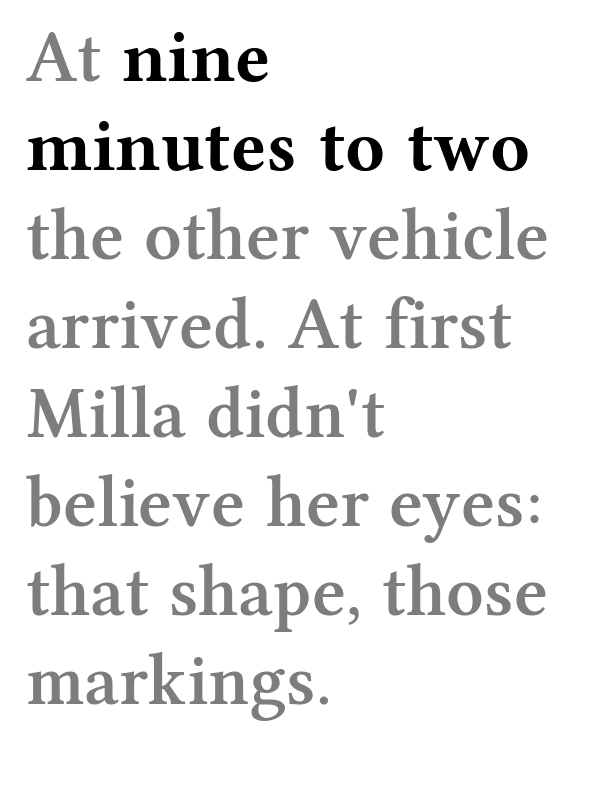 At nine
minutes to two
the other vehicle
arrived. At first
Milla didn't
believe her eyes:
that shape, those
markings.